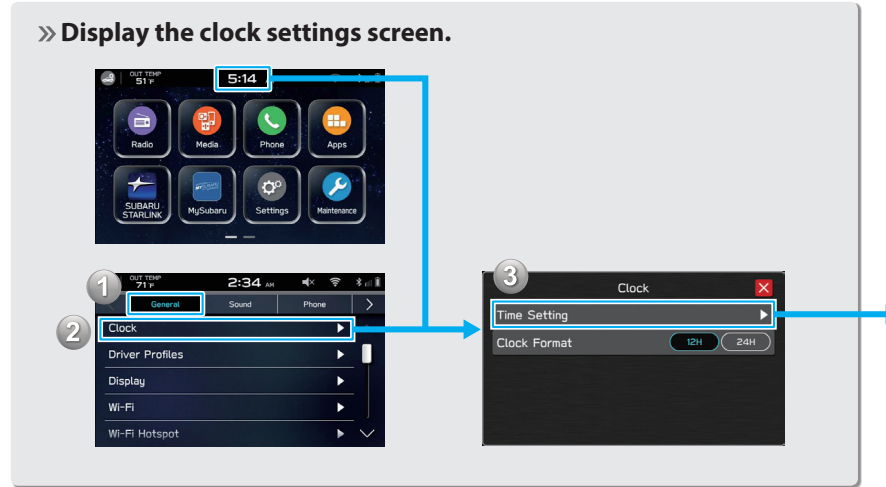 » Display the clock settings screen.
OUT TEMP
51°F
5:14
Radio
Media
Phone
Apps
SUBARU
STARLINK
MySubaru
Settings
Maintenance
1
OUT TEMP
71°F
2:34 AM
General
Sound
Phone
2
Clock
Driver Profiles
Display
Wi-Fi
Wi-Fi Hotspot
3
Clock
Time Setting
Clock Format
12H
24H